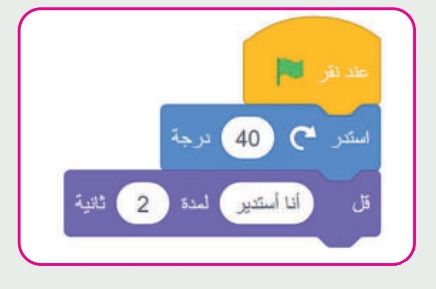 عند نقر
استدر 40 درجة
قل أنا أستدير لمدة 2 ثانية